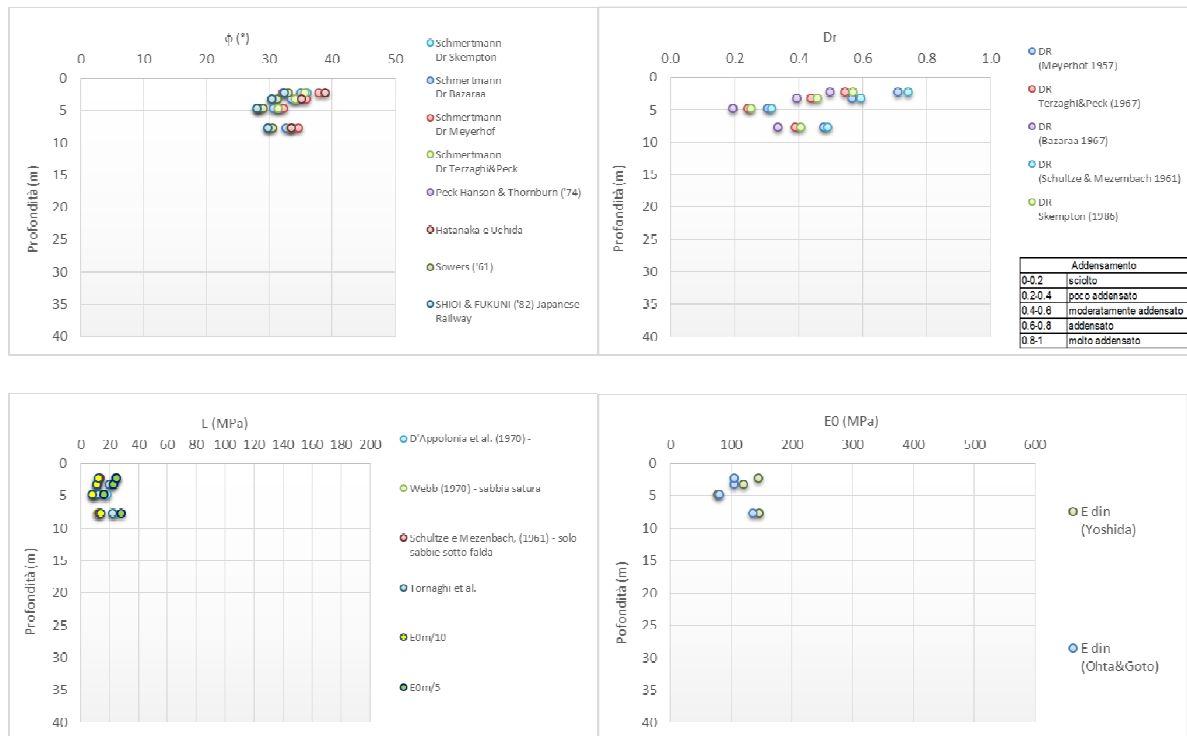 ϕ (°)
0 10 20 30 40 50
0
5
10
15
20
25
30
35
40
Profondità (m)
Schmertmann
Dr Skempton
Schmertmann
Dr Bazaraa
Schmertmann
Dr Meyerhof
Schmertmann
Dr Terzaghi&Peck
Peck Hanson & Thornburn ('74)
Hatanaka e Uchida
Sowers ('61)
SHIOI & FUKUNI ('82) Japanese
Railway
Dr
0.0 0.2 0.4 0.6 0.8 1.0
0
5
10
15
20
25
30
35
40
Profondità (m)
DR
(Meyerhof 1957)
DR
Terzaghi&Peck (1967)
DR
(Bazaraa 1967)
DR
(Schultze & Mezernbach 1961)
DR
Skempton (1986)
Addensamento
0-0.2 sciolto
0.2-0.4 poco addensato
0.4-0.6 moderatamente addensato
0.6-0.8 addensato
0.8-1 molto addensato
E (MPa)
0 20 40 60 80 100 120 140 160 180 200
0
5
10
15
20
25
30
35
40
Profondità (m)
D'Appolonia et al. (1970) -
Webb (1970) - sabbia satura
Schultze e Mezenbach, (1961) - solo
sabbie sotto falda
Tornaghi et al.
E0m/10
E0m/5
E0 (MPa)
0 100 200 300 400 500 600
0
5
10
15
20
25
30
35
40
Pofondità (m)
E din
(Yoshida)
E din
(Ohta&Goto)